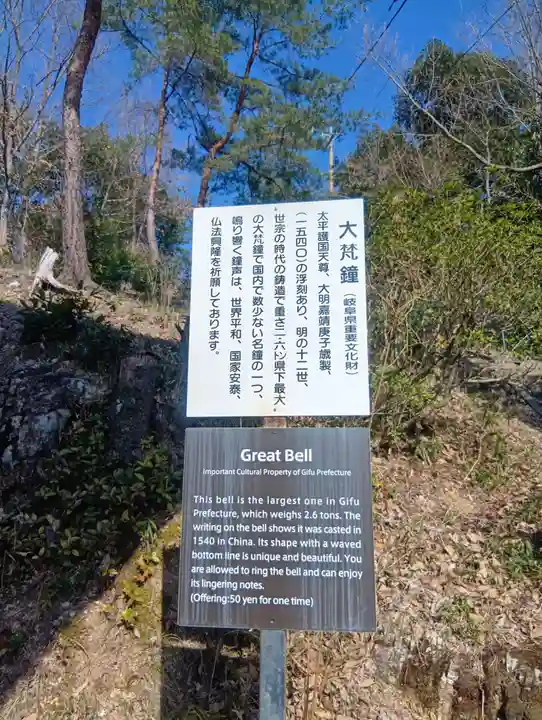 大梵鐘（岐阜県重要文化財）
太平護国天尊、大明嘉靖庚子歳製、
（一五四〇）の浮刻あり、明の十二世、
世宗の時代の鋳造で重さ二・六トン県下最大
の大梵鐘で国内で数少ない名鐘の一つ、
鳴り響く鐘声は、世界平和、国家安泰、
仏法興隆を祈願しております。
Great Bell
Important Cultural Property of Gifu Prefecture
This bell is the largest one in Gifu
Prefecture, which weighs 2.6 tons. The
writing on the bell shows it was casted in
1540 in China. Its shape with a waved
bottom line is unique and beautiful. You
are allowed to ring the bell and can enjoy
its lingering notes.
(Offering:50 yen for one time)